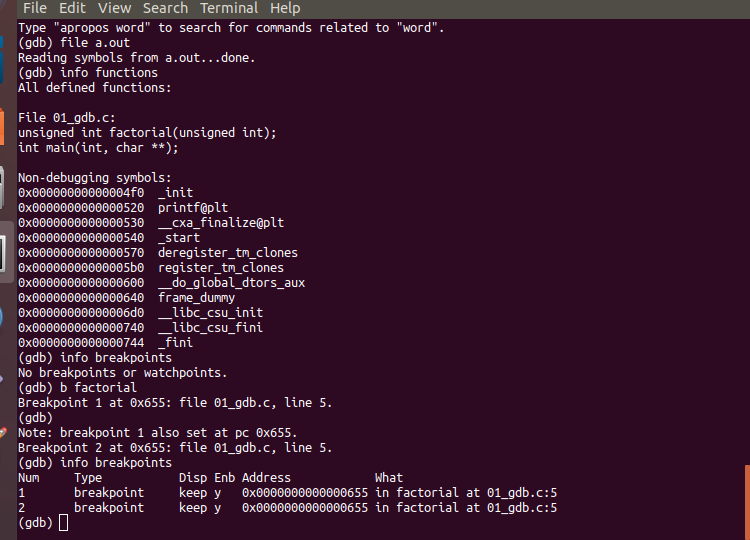 File Edit View Search Terminal Help
Type "apropos word" to search for commands related to "word".
(gdb) file a.out
Reading symbols from a.out...done.
(gdb) info functions
All defined functions:
File 01_gdb.c:
unsigned int factorial(unsigned int);
int main(int, char **);
Non-debugging symbols:
0x00000000000004f0  _init
0x0000000000000520  printf@plt
0x0000000000000530  __cxa_finalize@plt
0x0000000000000540  _start
0x0000000000000570  deregister_tm_clones
0x00000000000005b0  register_tm_clones
0x0000000000000600  __do_global_dtors_aux
0x0000000000000640  frame_dummy
0x00000000000006d0  __libc_csu_init
0x0000000000000740  __libc_csu_fini
0x0000000000000744  _fini
(gdb) info breakpoints
No breakpoints or watchpoints.
(gdb) b factorial
Breakpoint 1 at 0x655: file 01_gdb.c, line 5.
(gdb)
Note: breakpoint 1 also set at pc 0x655.
Breakpoint 2 at 0x655: file 01_gdb.c, line 5.
(gdb) info breakpoints
Num     Type           Disp Enb Address            What
1       breakpoint     keep y   0x0000000000000655 in factorial at 01_gdb.c:5
2       breakpoint     keep y   0x0000000000000655 in factorial at 01_gdb.c:5
(gdb)